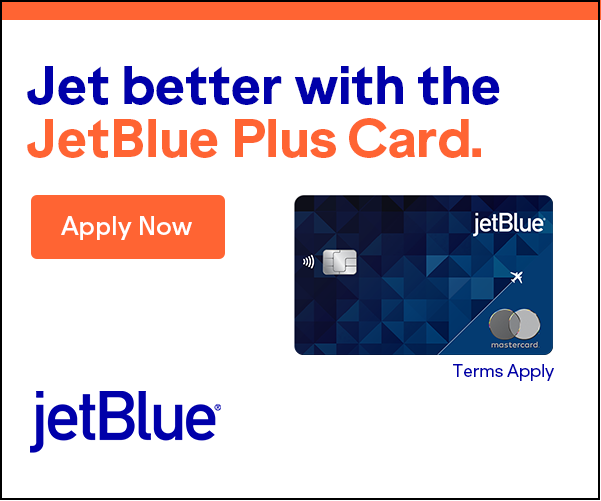 Jet better with the
JetBlue Plus Card.
Apply Now
jetBlue®
mastercard
Terms Apply
jetBlue®